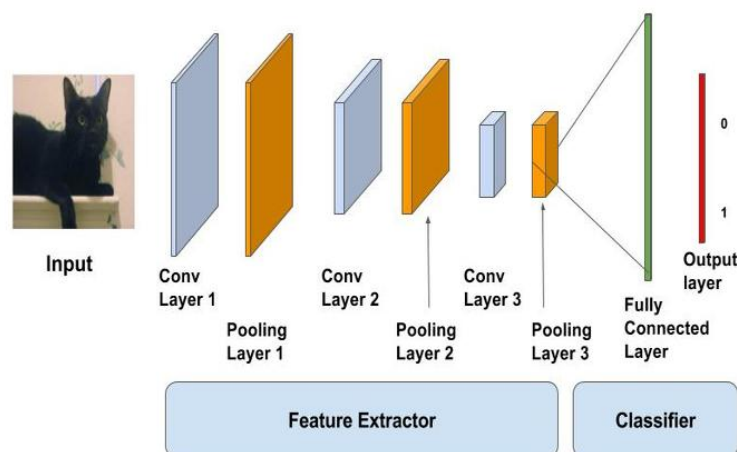 Input
Conv
Layer 1
Pooling
Layer 1
Conv
Layer 2
Pooling
Layer 2
Conv
Layer 3
Pooling
Layer 3
Fully
Connected
Layer
0
1
Output
layer
Feature Extractor
Classifier